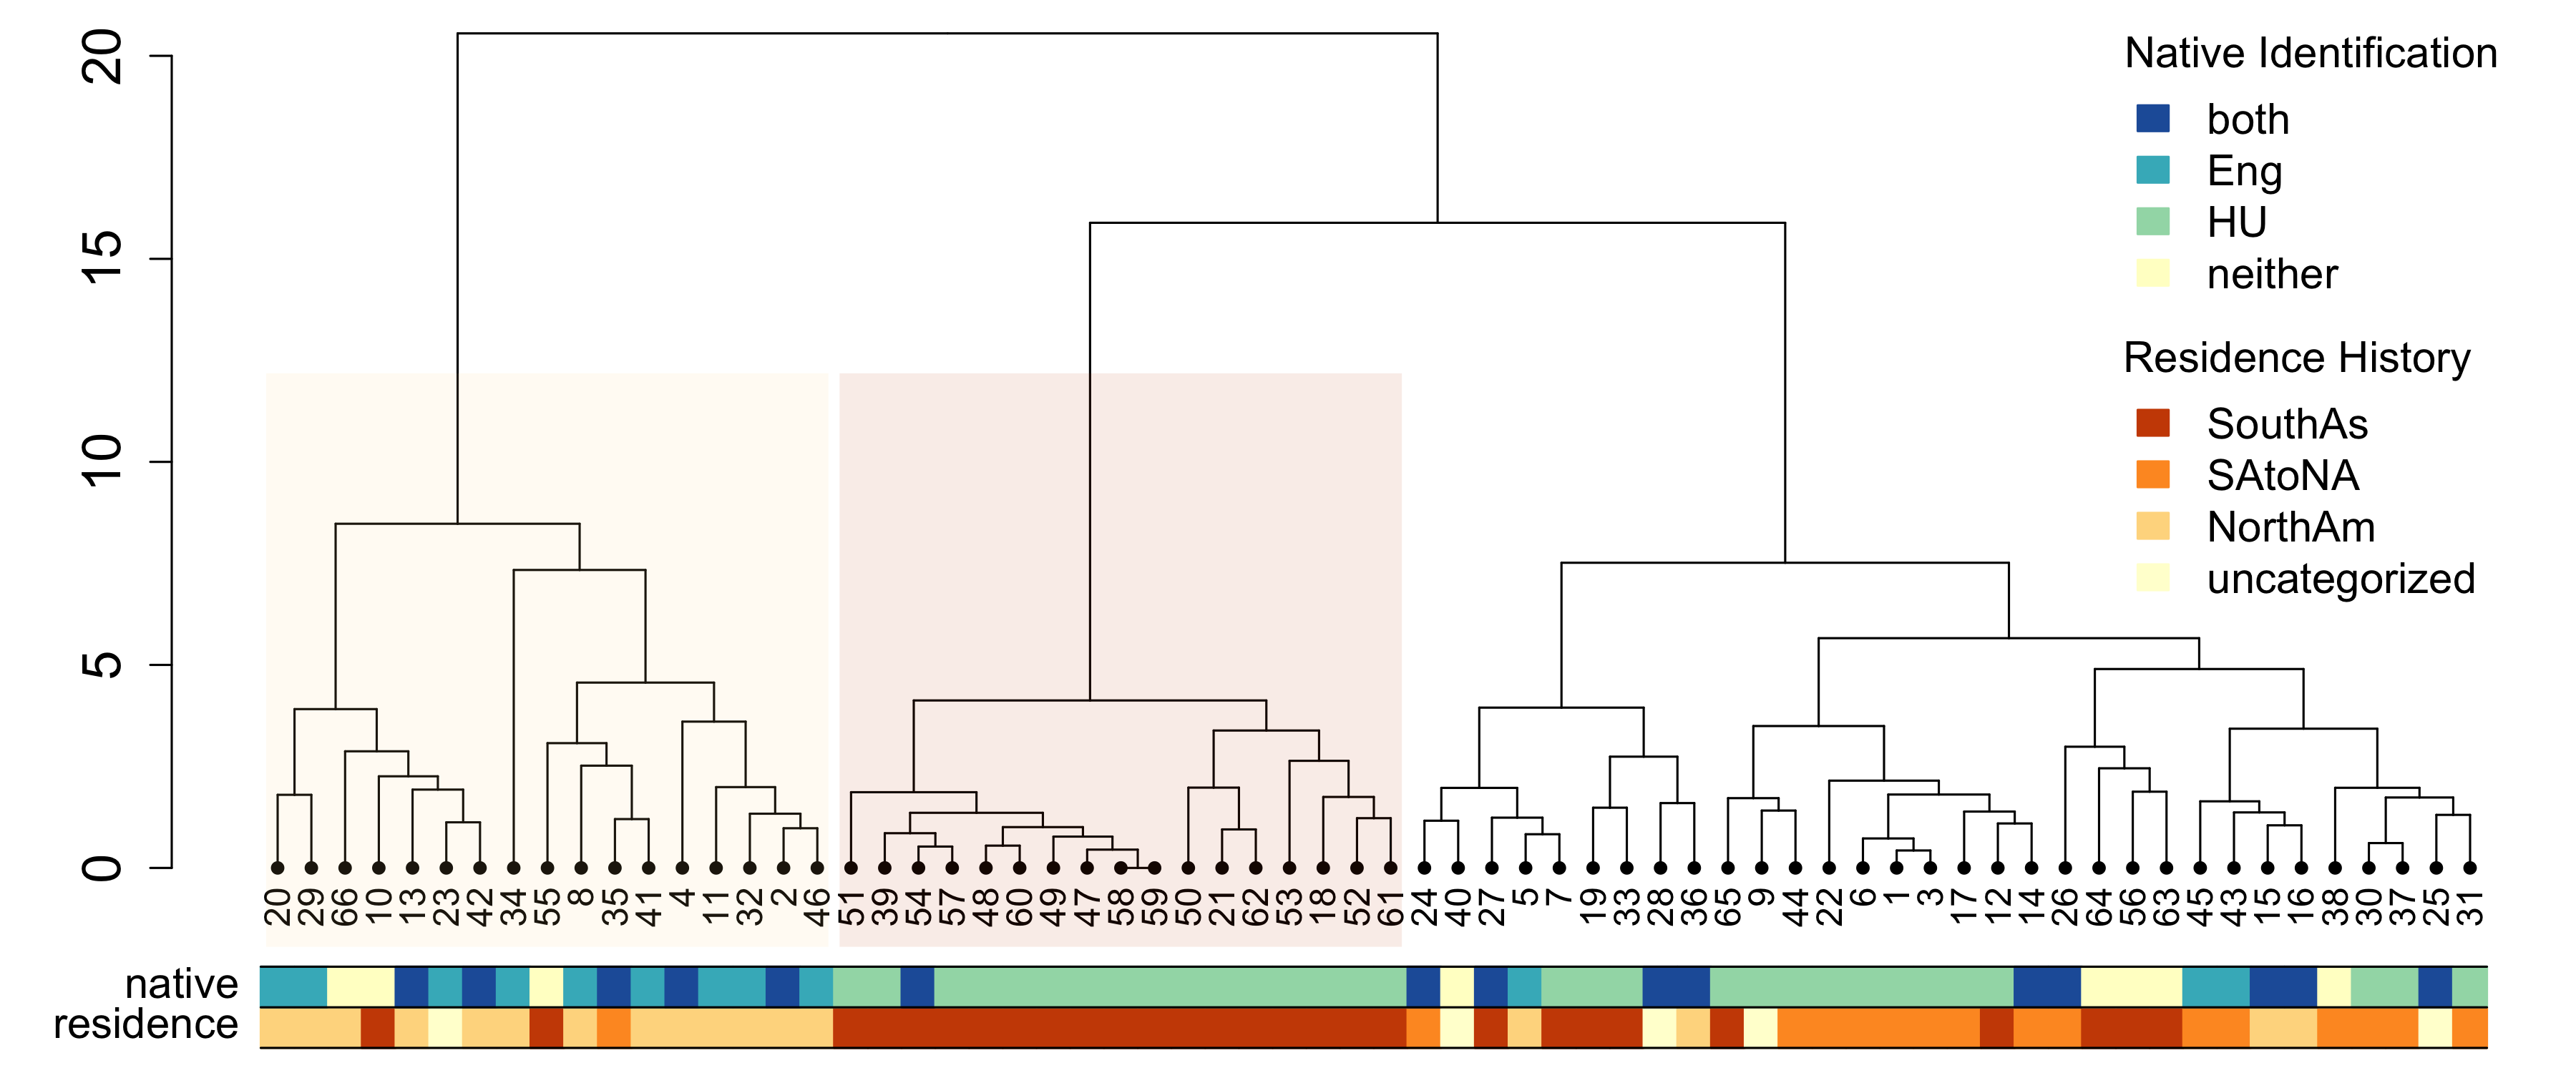 20
15
10
5
0
Native Identification
both
Eng
HU
neither
Residence History
SouthAs
SAtoNA
NorthAm
uncategorized
20 29 66 10 13 23 42 34 55 8 35 41 4 11 32 2 46 51 39 54 57 48 60 49 47 58 59 50 21 62 53 18 52 61 24 40 27 5 7 19 33 28 36 65 9 44 22 6 1 3 17 12 14 26 64 56 63 45 43 15 16 38 30 37 25 31
native
residence